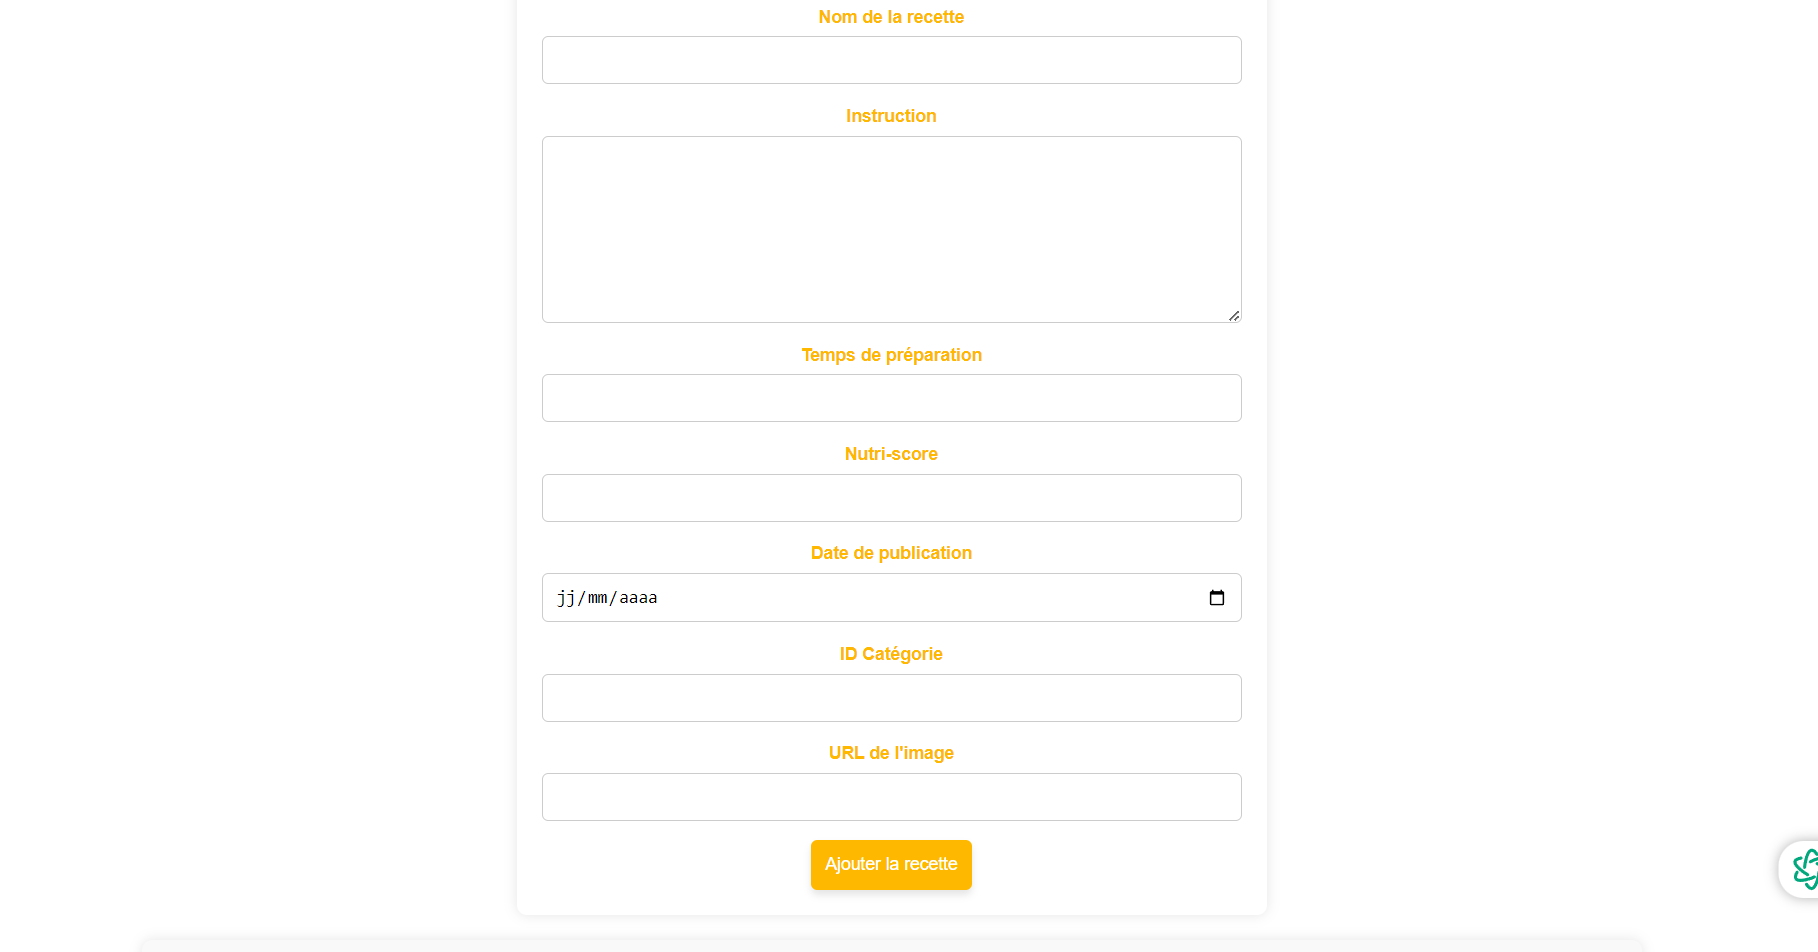 Nom de la recette
Instruction
Temps de préparation
Nutri-score
Date de publication
jj/mm/aaaa
ID Catégorie
URL de l'image
Ajouter la recette